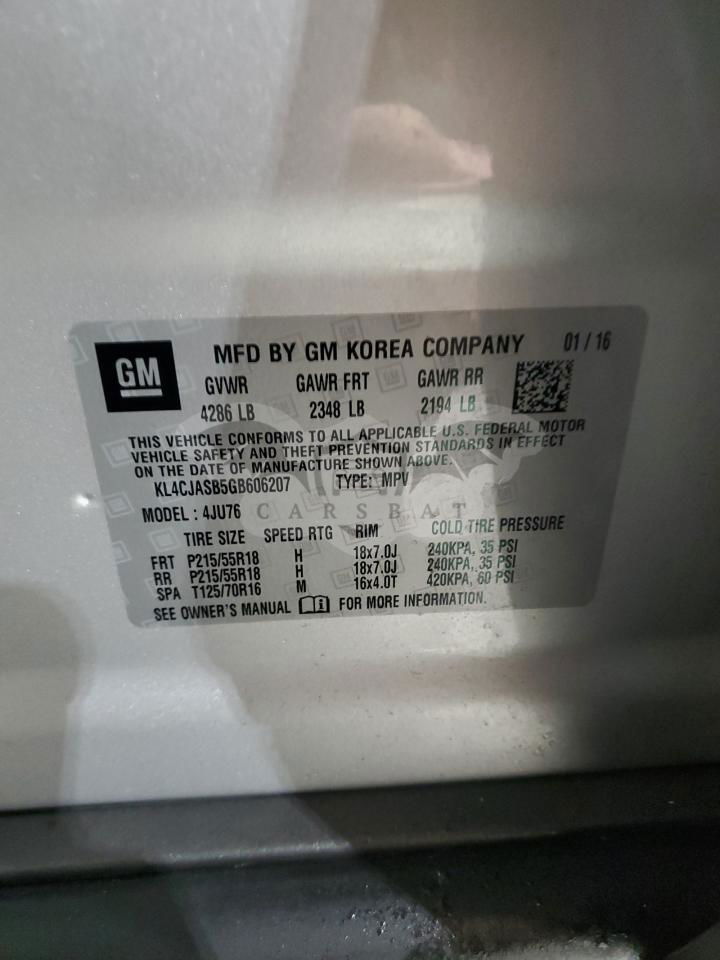 GM
MFD BY GM KOREA COMPANY 01 / 16
GVWR GAWR FRT GAWR RR
4286 LB 2348 LB 2194 LB
THIS VEHICLE CONFORMS TO ALL APPLICABLE U.S. FEDERAL MOTOR
VEHICLE SAFETY AND THEFT PREVENTION STANDARDS IN EFFECT
ON THE DATE OF MANUFACTURE SHOWN ABOVE.
KL4CJASB5GB606207 TYPE: MPV
CARSBAT
MODEL : 4JU76
TIRE SIZE SPEED RTG RIM COLD TIRE PRESSURE
FRT P215/55R18 H 18x7.0J 240KPA, 35 PSI
RR P215/55R18 H 18x7.0J 240KPA, 35 PSI
SPA T125/70R16 M 16x4.0T 420KPA, 60 PSI
SEE OWNER'S MANUAL FOR MORE INFORMATION.